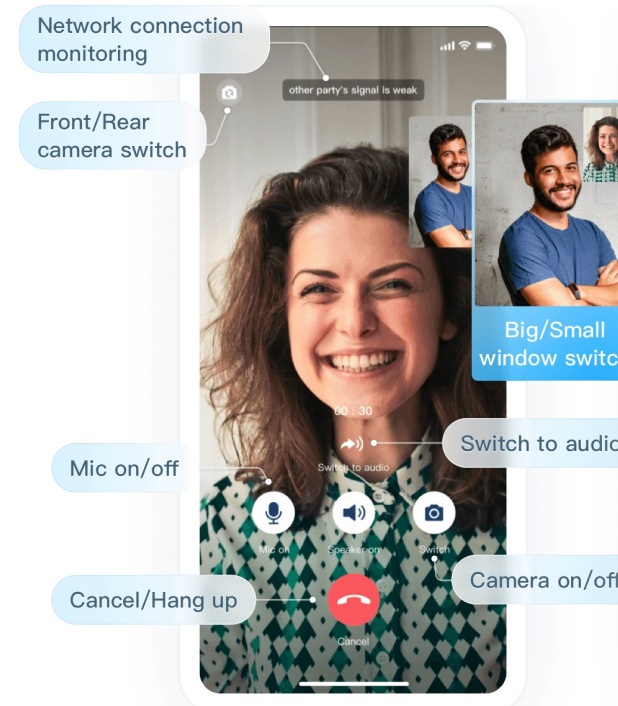 Network connection
monitoring
other party's signal is weak
Front/Rear
camera switch
Big/Small
window switc
00 : 30
Switch to audio
Switch to audio
Mic on/off
Mic on
Speaker on
Switch
Camera on/off
Cancel/Hang up
Cancel